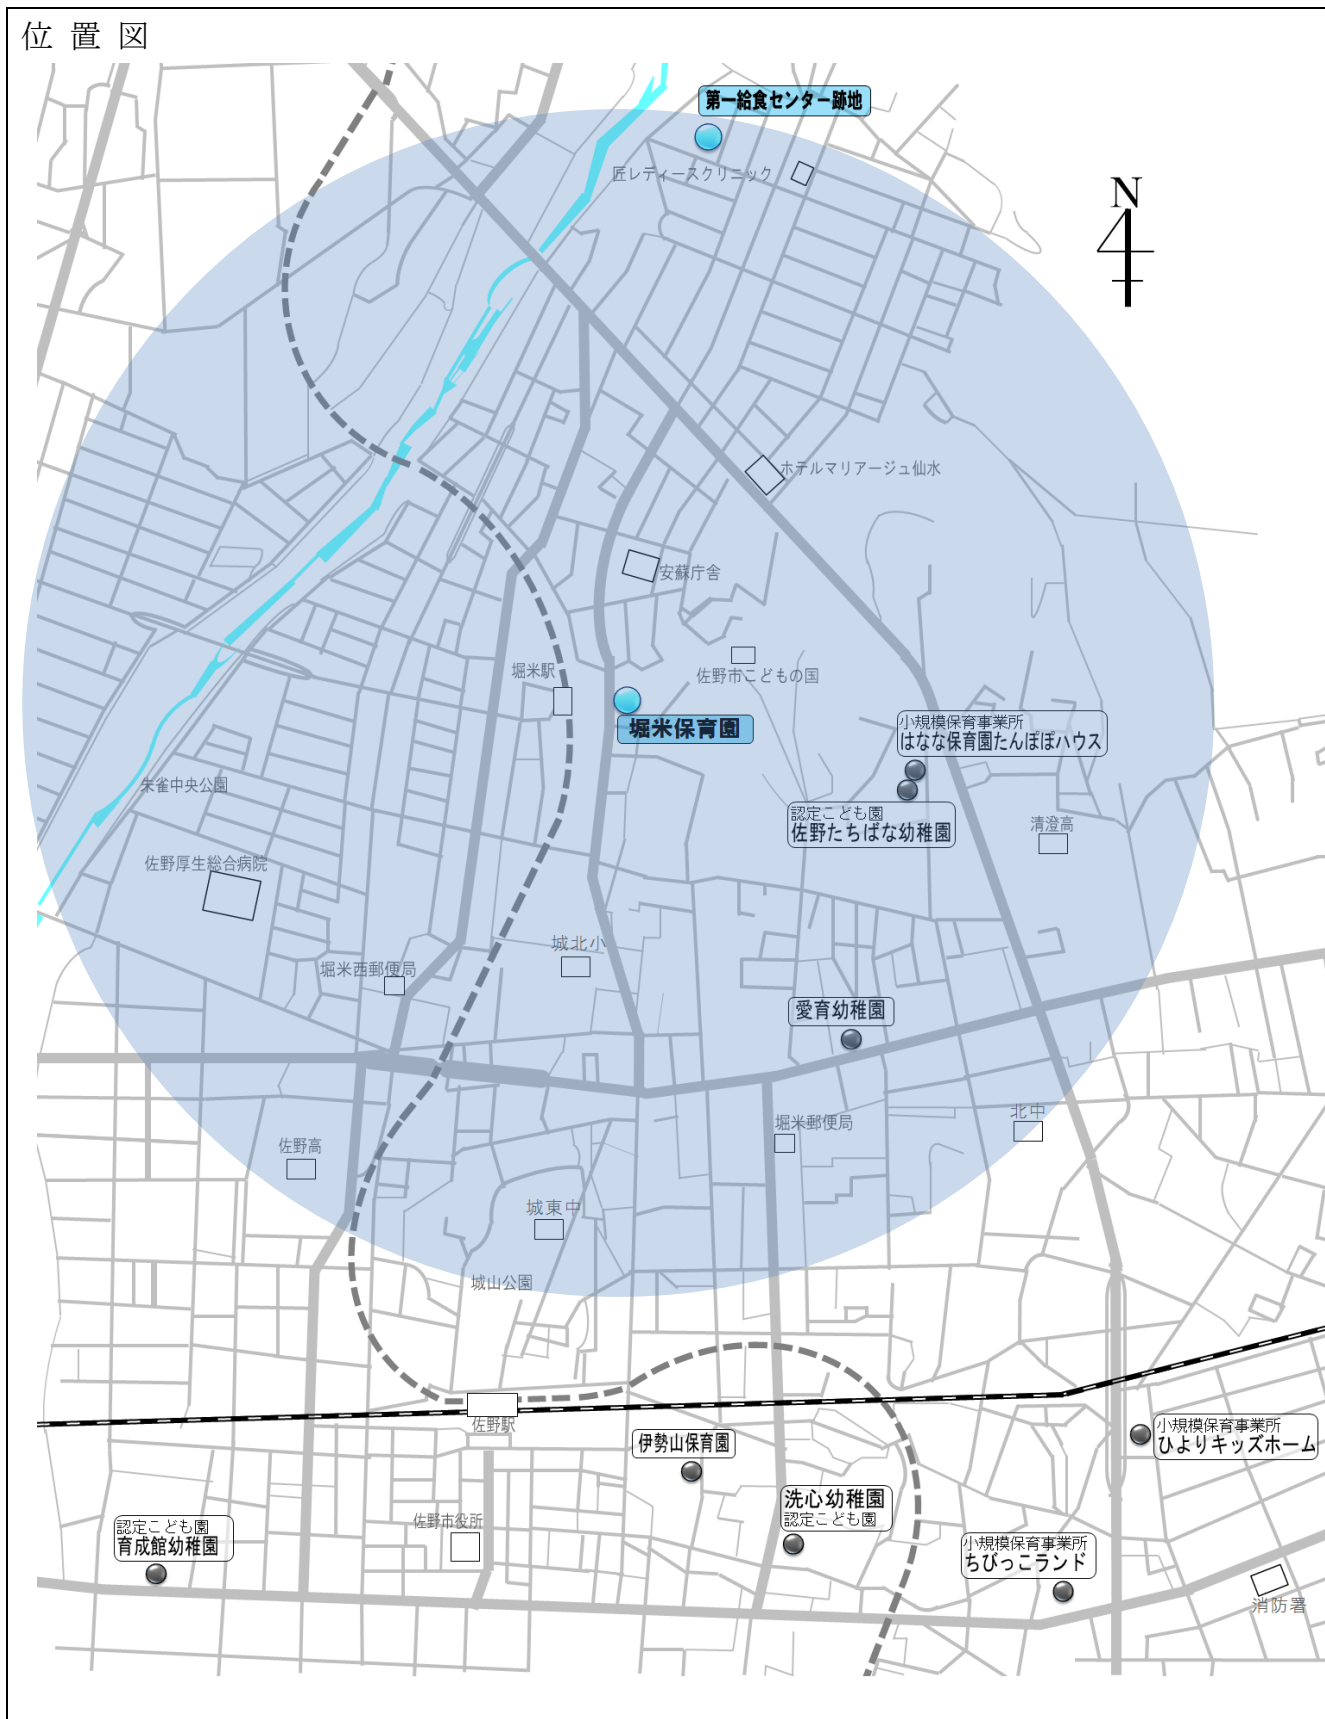 位置図
第一給食センター跡地
匠レディースクリニック
N
ホテルマリアージュ仙水
安蘇庁舎
堀米駅
佐野市こどもの国
堀米保育園
小規模保育事業所
はなな保育園たんぽぽハウス
朱雀中央公園
認定こども園
佐野たちばな幼稚園
清澄高
佐野厚生総合病院
城北小
堀米西郵便局
愛育幼稚園
北中
堀米郵便局
佐野高
城東中
城山公園
佐野駅
伊勢山保育園
小規模保育事業所
ひよりキッズホーム
洗心幼稚園
認定こども園
佐野市役所
認定こども園
育成館幼稚園
小規模保育事業所
ちびっこランド
消防署